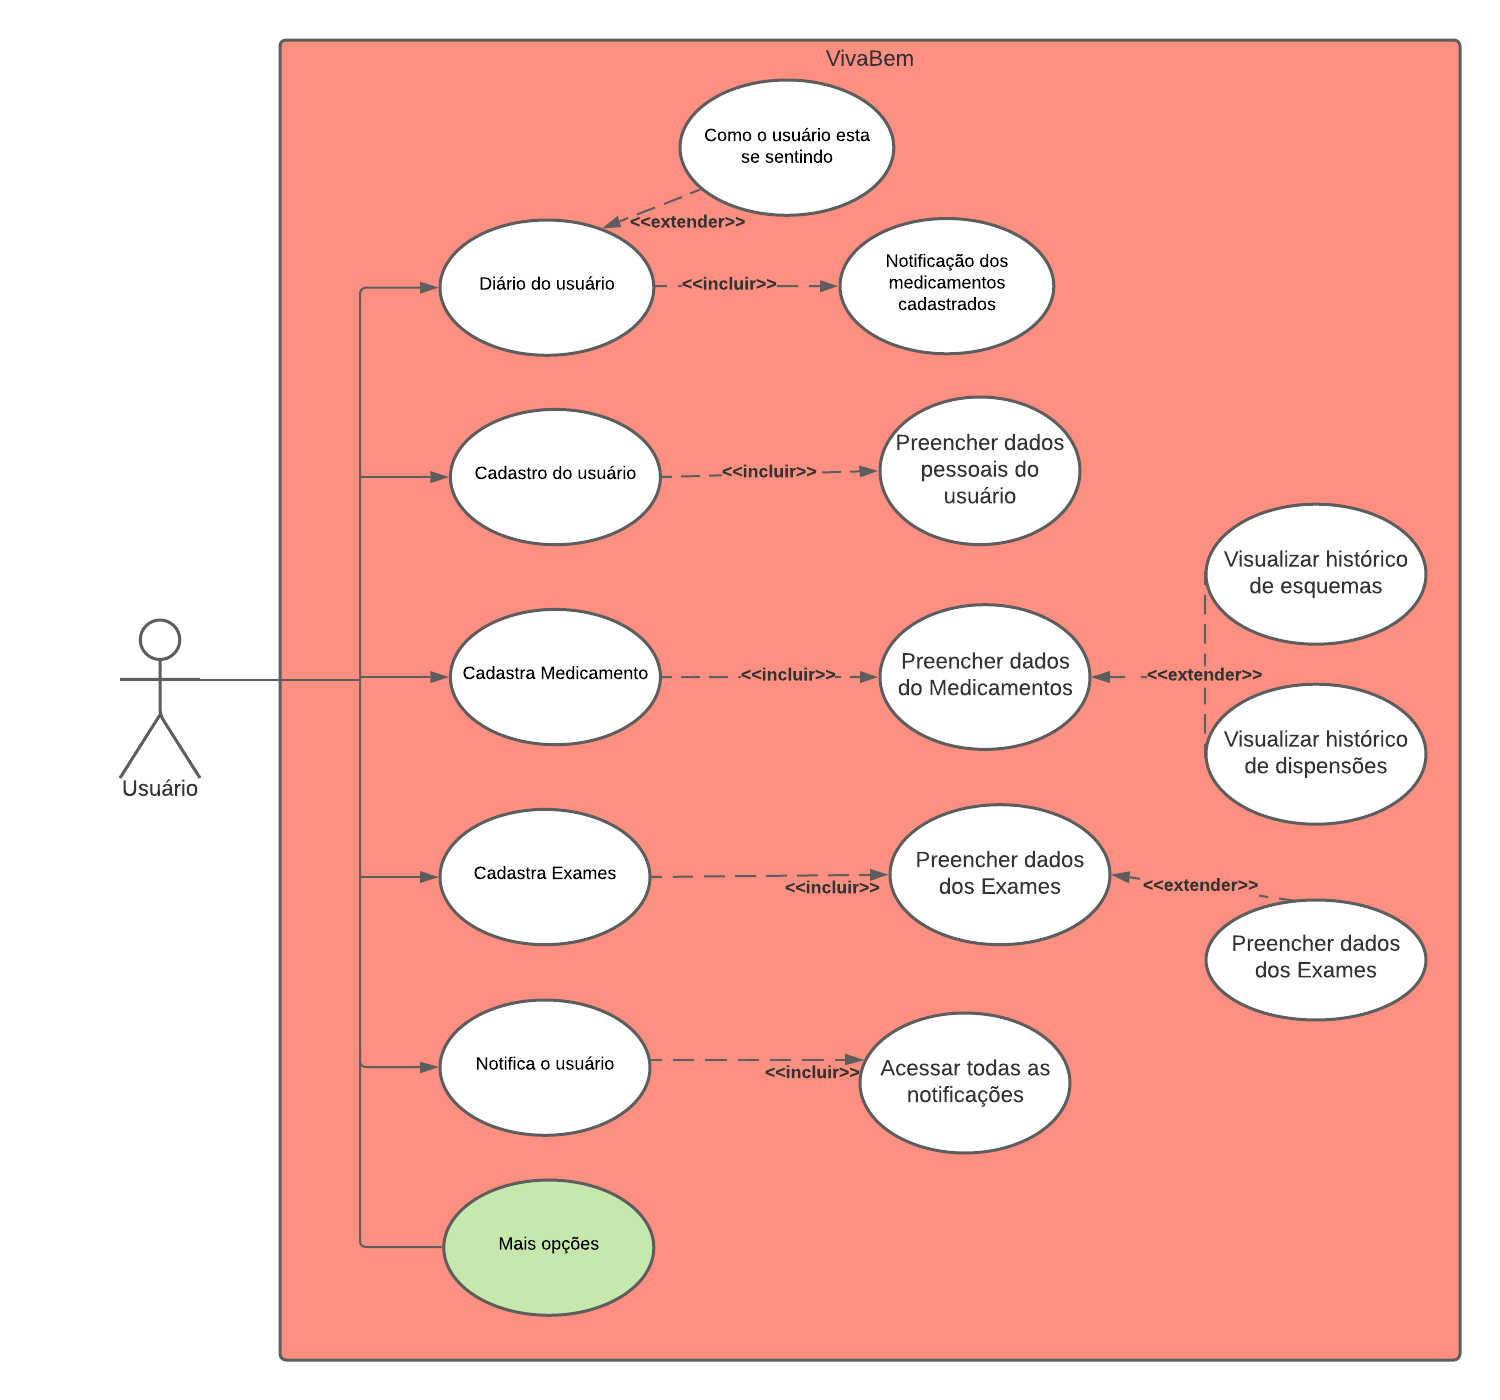 VivaBem
Como o usuário esta
se sentindo
<<extender>>
Diário do usuário
<<incluir>>
Notificação dos
medicamentos
cadastrados
Cadastro do usuário
<<incluir>>
Preencher dados
pessoais do
usuário
Visualizar histórico
de esquemas
Cadastra Medicamento
<<incluir>>
Preencher dados
do Medicamentos
<<extender>>
Visualizar histórico
de dispensões
Usuário
Cadastra Exames
<<incluir>>
Preencher dados
dos Exames
<<extender>>
Preencher dados
dos Exames
Notifica o usuário
<<incluir>>
Acessar todas as
notificações
Mais opções